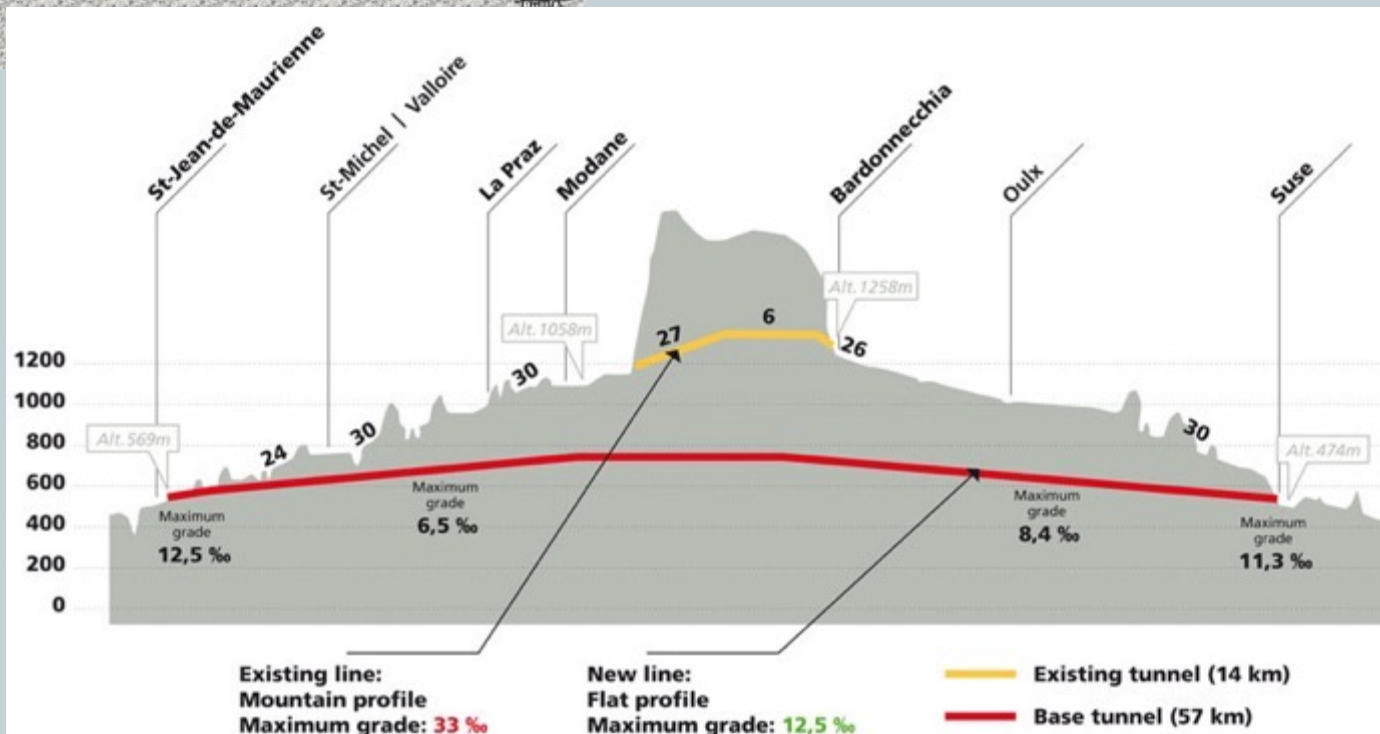 St-Jean-de-Maurienne
St-Michel | Valloire
La Praz
Modane
Bardonnecchia
Oulx
Suse
Alt.1258m
Alt.1058m
27
6
26
1200
30
1000
Alt.569m
24
30
30
Alt.474m
800
600
400
200
0
Maximum
grade
12,5 ‰
Maximum
grade
6,5 ‰
Maximum
grade
8,4 ‰
Maximum
grade
11,3 ‰
Existing line:
Mountain profile
Maximum grade: 33 ‰
New line:
Flat profile
Maximum grade: 12,5 ‰
Existing tunnel (14 km)
Base tunnel (57 km)